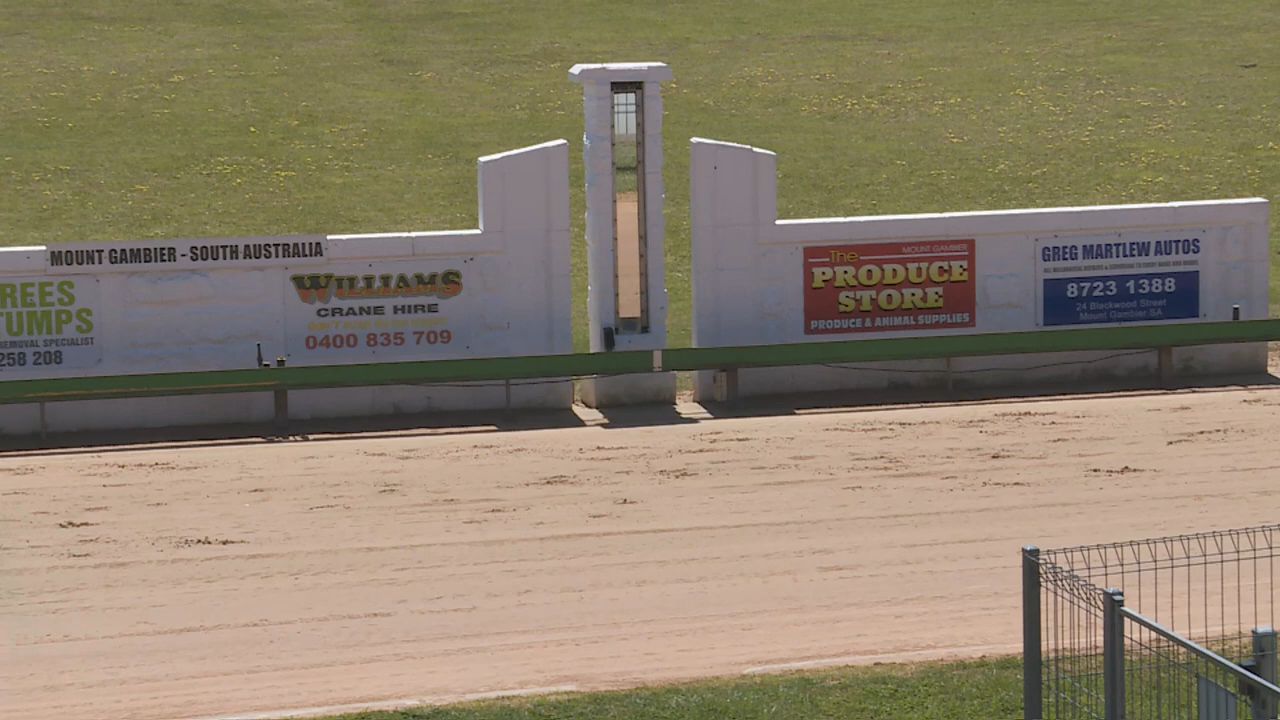 MOUNT GAMBIER - SOUTH AUSTRALIA
REES
TUMPS
REMOVAL SPECIALIST
258 208
WILLIAMS
CRANE HIRE
0400 835 709
MOUNT GAMBIER
The
PRODUCE
STORE
PRODUCE & ANIMAL SUPPLIES
GREG MARTLEW AUTOS
8723 1388
24 Blackwood Street
Mount Gambier SA